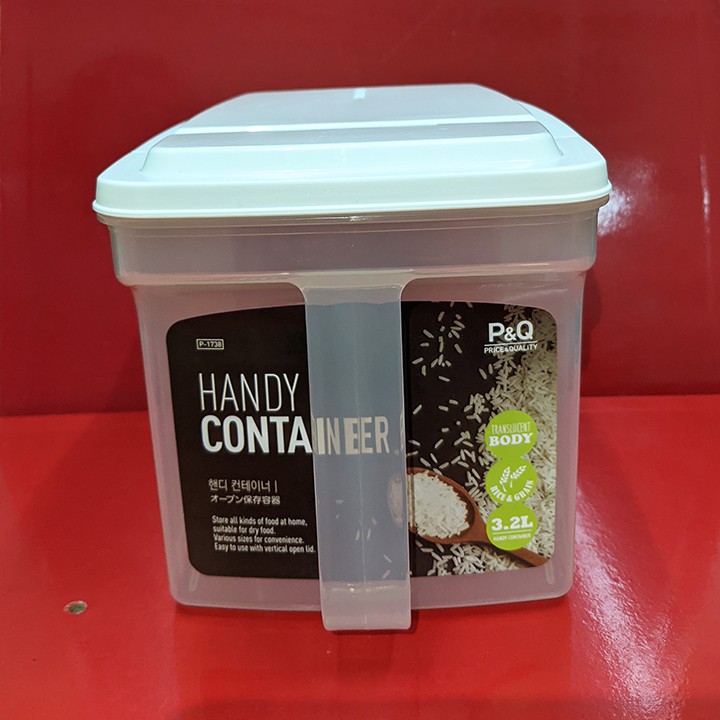 P-1738
HANDY
CONTAINER
핸디 컨테이너 |
オープン保存容器
Store all kinds of food at home,
suitable for dry food.
Various sizes for convenience.
Easy to use with vertical open lid.
P&Q
PRICE&QUALITY
TRANSLUCENT
BODY
RICE & GRAIN
3.2L
HANDY CONTAINER